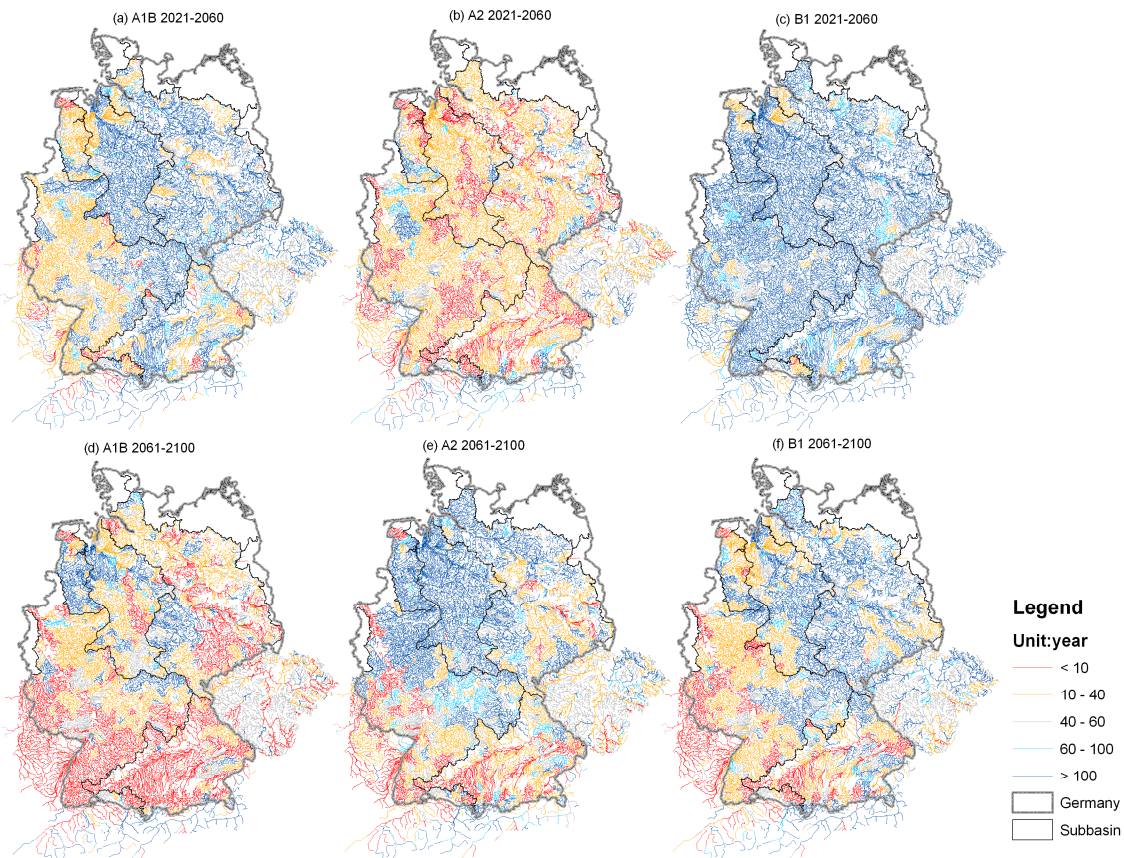 (a) A1B 2021-2060
(b) A2 2021-2060
(c) B1 2021-2060
(d) A1B 2061-2100
(e) A2 2061-2100
(f) B1 2061-2100
Legend
Unit:year
< 10
10 - 40
40 - 60
60 - 100
> 100
Germany
Subbasin